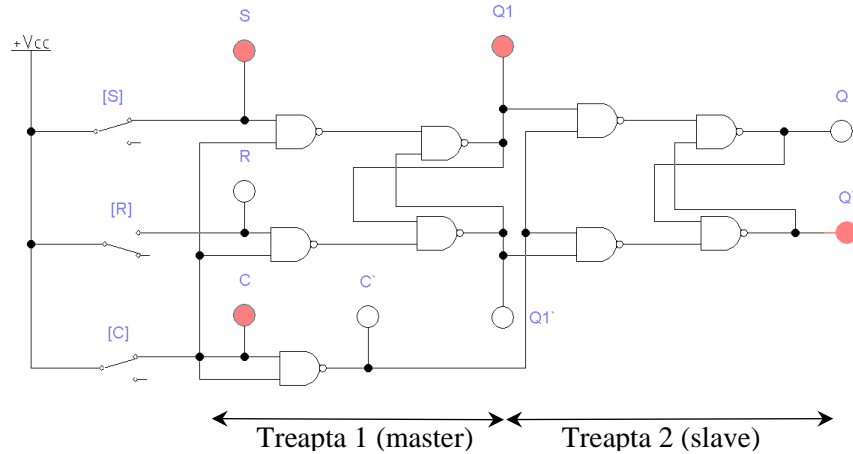 S
Q1
+Vcc
[S]
Q
R
[R]
Q`
C
C`
[C]
Q1`
Treapta 1 (master)
Treapta 2 (slave)